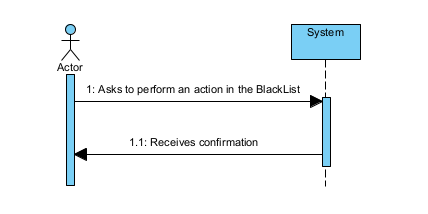 System
Actor
1: Asks to perform an action in the BlackList
1.1: Receives confirmation